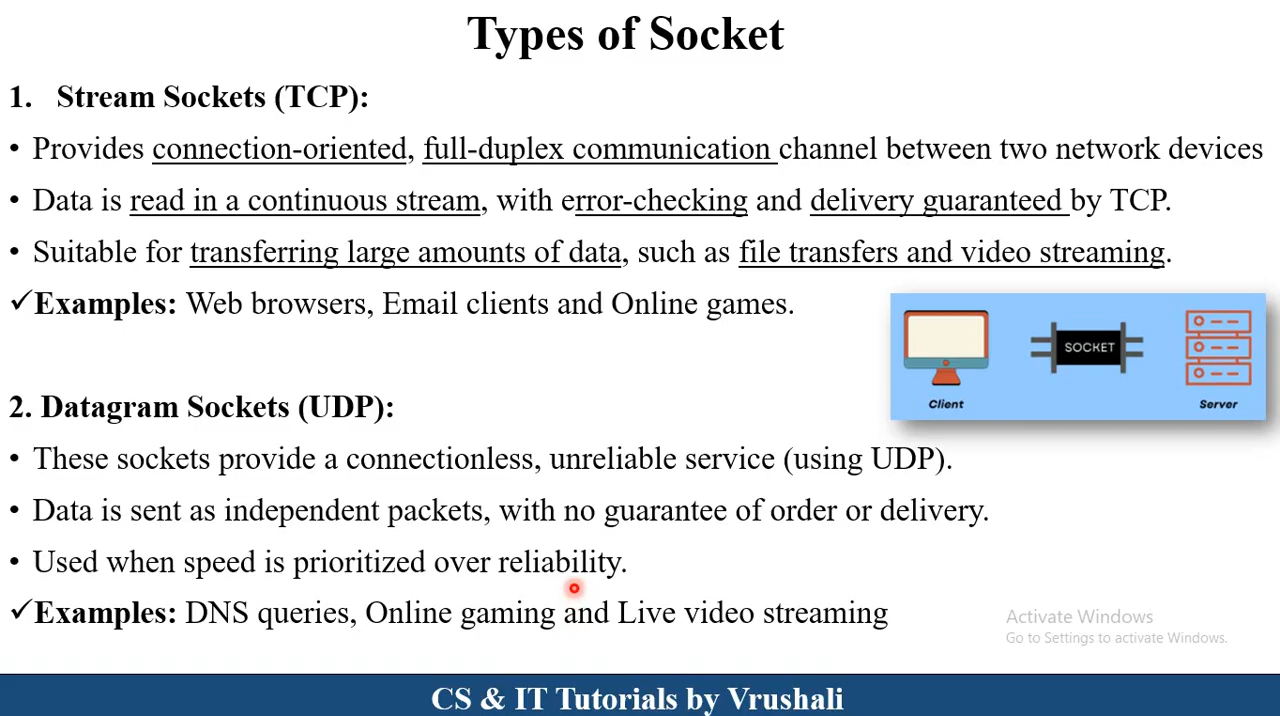 Types of Socket
1. Stream Sockets (TCP):
• Provides connection-oriented, full-duplex communication channel between two network devices
• Data is read in a continuous stream, with error-checking and delivery guaranteed by TCP.
• Suitable for transferring large amounts of data, such as file transfers and video streaming.
✓Examples: Web browsers, Email clients and Online games.
SOCKET
Client
Server
2. Datagram Sockets (UDP):
• These sockets provide a connectionless, unreliable service (using UDP).
• Data is sent as independent packets, with no guarantee of order or delivery.
• Used when speed is prioritized over reliability.
✓Examples: DNS queries, Online gaming and Live video streaming
Activate Windows
Go to Settings to activate Windows.
CS & IT Tutorials by Vrushali